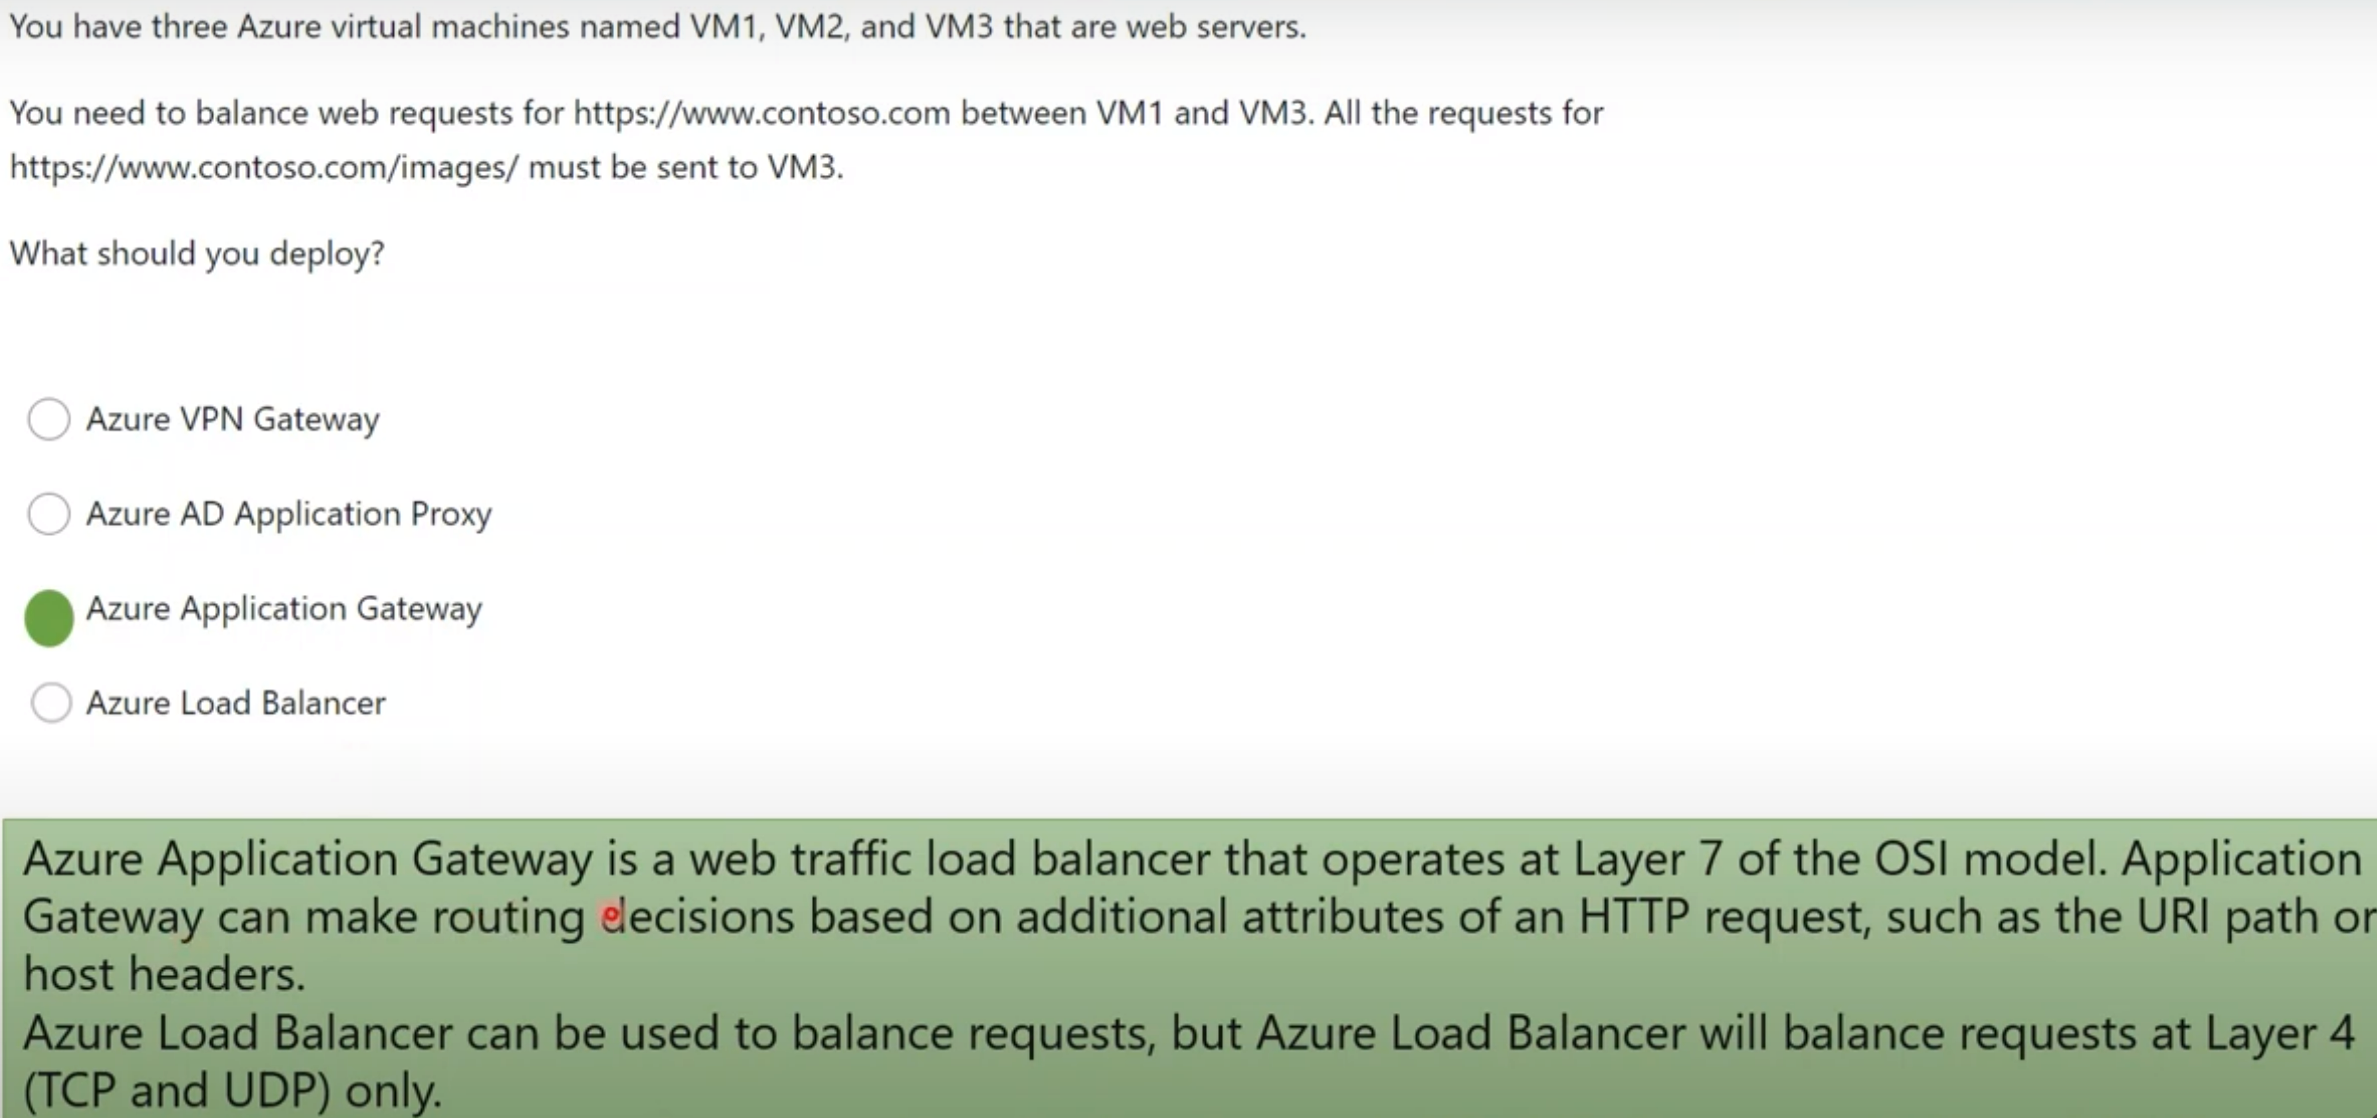 You have three Azure virtual machines named VM1, VM2, and VM3 that are web servers.
You need to balance web requests for https://www.contoso.com between VM1 and VM3. All the requests for
https://www.contoso.com/images/ must be sent to VM3.
What should you deploy?
Azure VPN Gateway
Azure AD Application Proxy
Azure Application Gateway
Azure Load Balancer
Azure Application Gateway is a web traffic load balancer that operates at Layer 7 of the OSI model. Application
Gateway can make routing decisions based on additional attributes of an HTTP request, such as the URI path or
host headers.
Azure Load Balancer can be used to balance requests, but Azure Load Balancer will balance requests at Layer 4
(TCP and UDP) only.